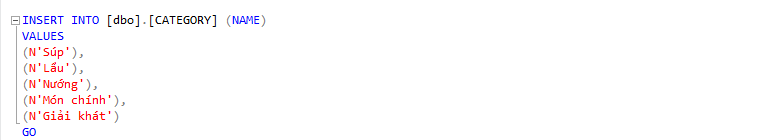 INSERT INTO [dbo].[CATEGORY] (NAME)
VALUES
(N'Súp'),
(N'Lẩu'),
(N'Nướng'),
(N'Món chính'),
(N'Giải khát')
GO